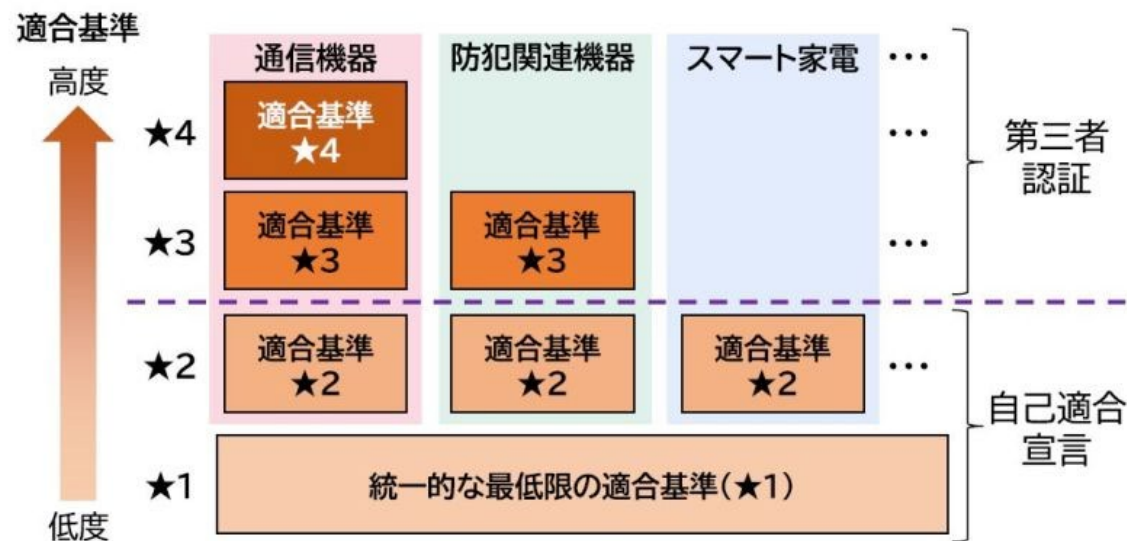 適合基準
高度
通信機器
防犯関連機器
スマート家電
…
★4
適合基準
★4
…
第三者
認証
★3
適合基準
★3
適合基準
★3
…
★2
適合基準
★2
適合基準
★2
適合基準
★2
…
自己適合
宣言
★1
統一的な最低限の適合基準(★1)
低度